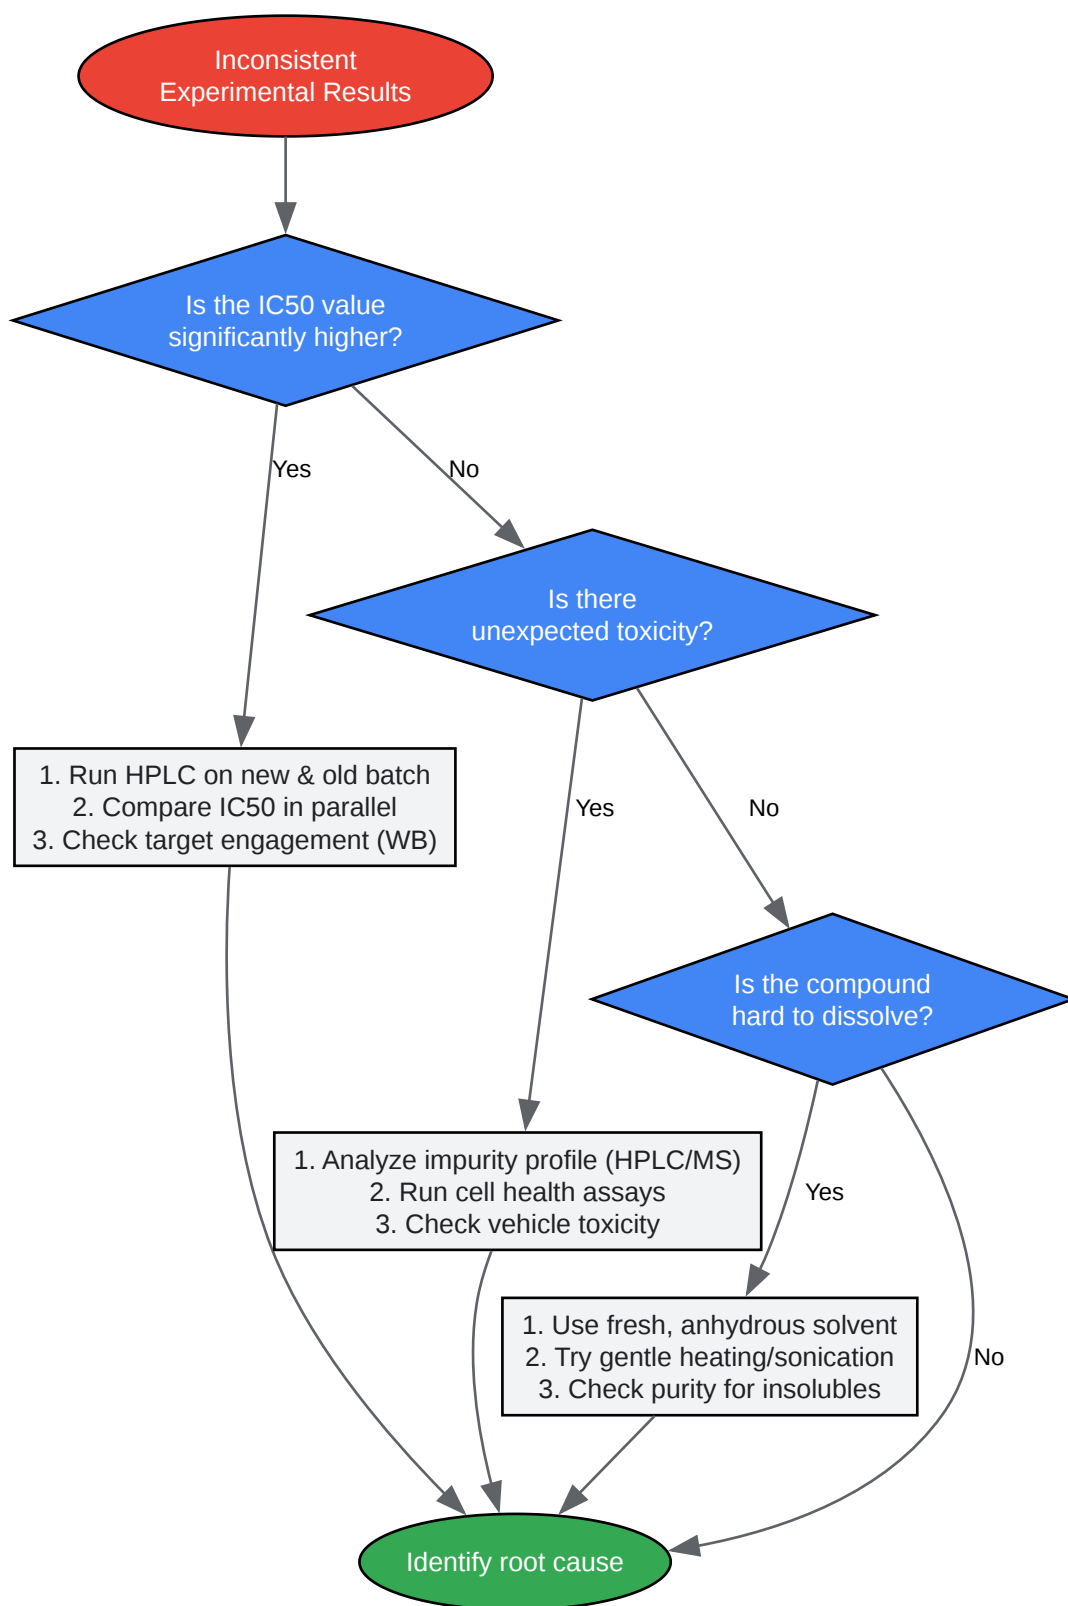 Inconsistent
Experimental Results
Is the IC50 value
significantly higher?
Yes
No
Is there
unexpected toxicity?
1. Run HPLC on new & old batch
2. Compare IC50 in parallel
3. Check target engagement (WB)
Yes
No
Is the compound
hard to dissolve?
1. Analyze impurity profile (HPLC/MS)
2. Run cell health assays
3. Check vehicle toxicity
Yes
1. Use fresh, anhydrous solvent
2. Try gentle heating/sonication
3. Check purity for insolubles
No
Identify root cause